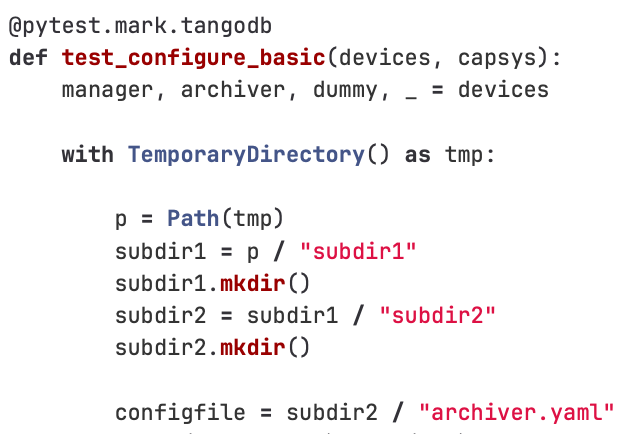 @pytest.mark.tangodb
def test_configure_basic(devices, capsys):
    manager, archiver, dummy, _ = devices

    with TemporaryDirectory() as tmp:

        p = Path(tmp)
        subdir1 = p / "subdir1"
        subdir1.mkdir()
        subdir2 = subdir1 / "subdir2"
        subdir2.mkdir()

        configfile = subdir2 / "archiver.yaml"